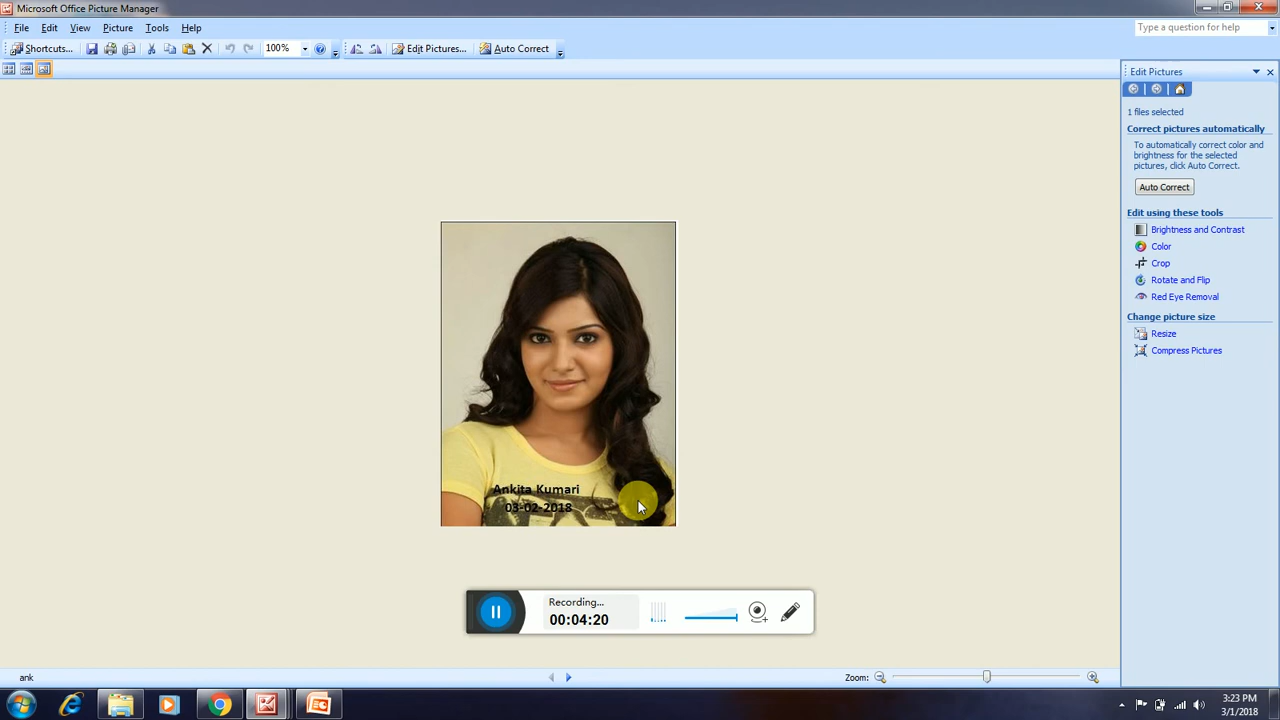 Microsoft Office Picture Manager
File Edit View Picture Tools Help
Type a question for help
Shortcuts... 100% Edit Pictures... Auto Correct
Edit Pictures
1 files selected
Correct pictures automatically
To automatically correct color and
brightness for the selected
pictures, click Auto Correct.
Auto Correct
Edit using these tools
Brightness and Contrast
Color
Crop
Rotate and Flip
Red Eye Removal
Change picture size
Resize
Compress Pictures
Ankita Kumari
03-02-2018
Recording...
00:04:20
ank
Zoom:
3:23 PM
3/1/2018